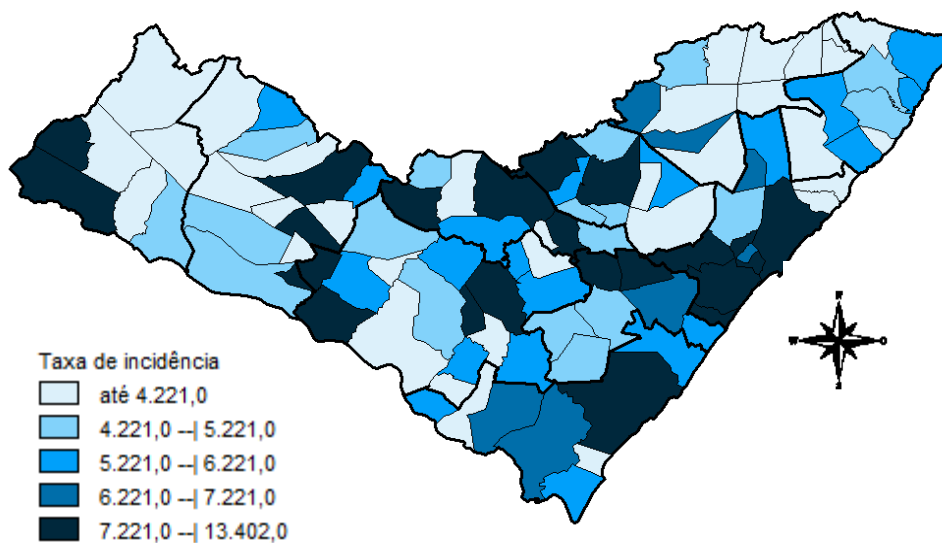 Taxa de incidência
até 4.221,0
4.221,0 --| 5.221,0
5.221,0 --| 6.221,0
6.221,0 --| 7.221,0
7.221,0 --| 13.402,0